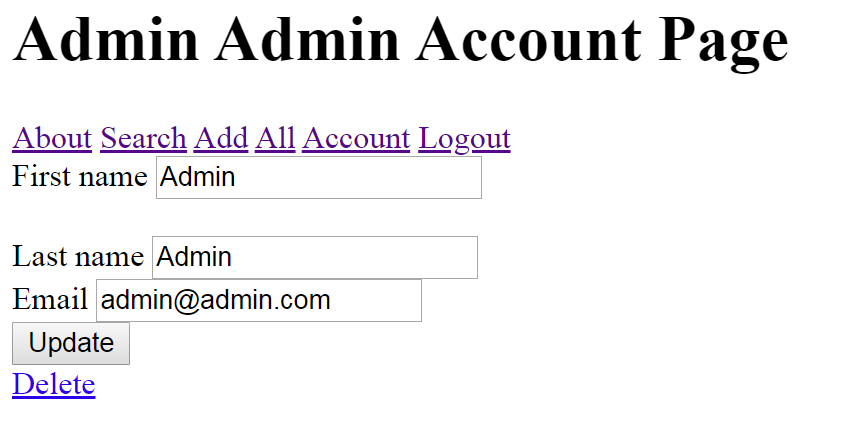 Admin Admin Account Page
About Search Add All Account Logout
First name Admin
Last name Admin
Email admin@admin.com
Update
Delete